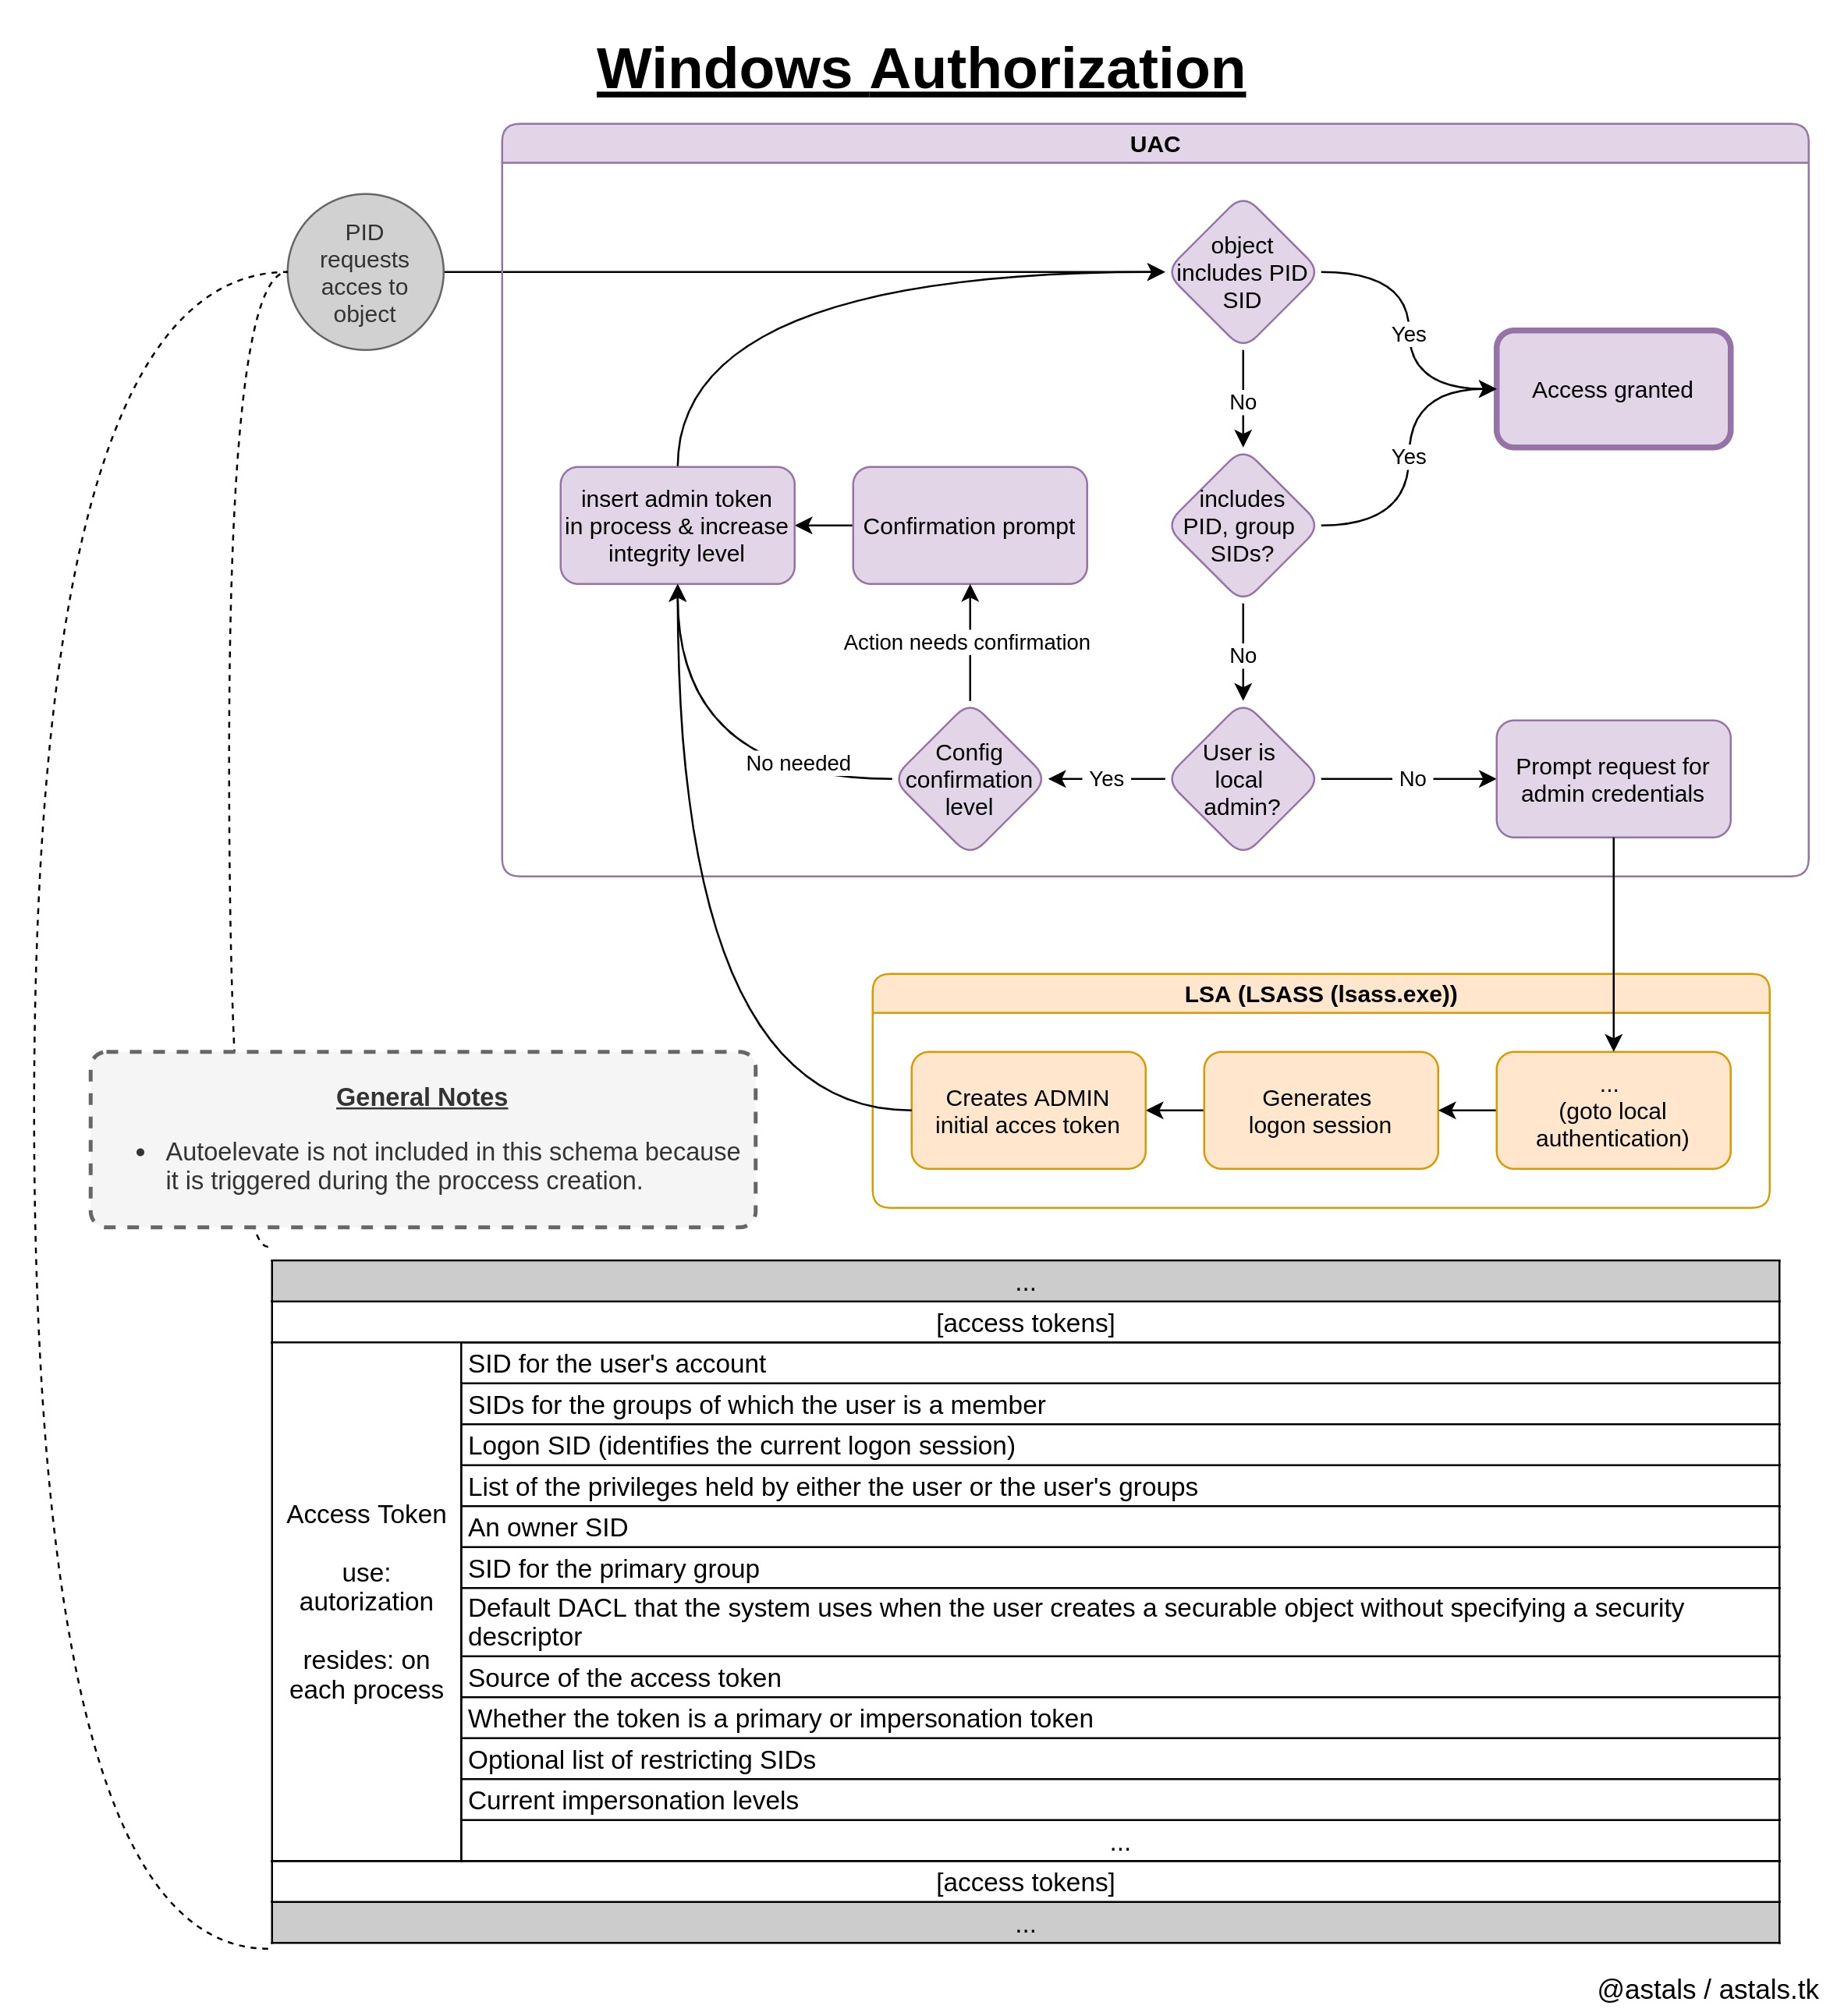 Windows Authorization
UAC
PID
requests
acces to
object
object
includes PID
SID
Yes
No
Access granted
Yes
insert admin token
in process & increase
integrity level
Confirmation prompt
includes
PID, group
SIDs?
Action needs confirmation
No
No needed
Config
confirmation
level
Yes
User is
local
admin?
No
Prompt request for
admin credentials
LSA (LSASS (lsass.exe))
Creates ADMIN
initial acces token
Generates
logon session
...
(goto local
authentication)
General Notes
• Autoelevate is not included in this schema because
it is triggered during the proccess creation.
...
[access tokens]
Access Token
use:
autorization
resides: on
each process
SID for the user's account
SIDs for the groups of which the user is a member
Logon SID (identifies the current logon session)
List of the privileges held by either the user or the user's groups
An owner SID
SID for the primary group
Default DACL that the system uses when the user creates a securable object without specifying a security
descriptor
Source of the access token
Whether the token is a primary or impersonation token
Optional list of restricting SIDs
Current impersonation levels
...
[access tokens]
...
@astals / astals.tk